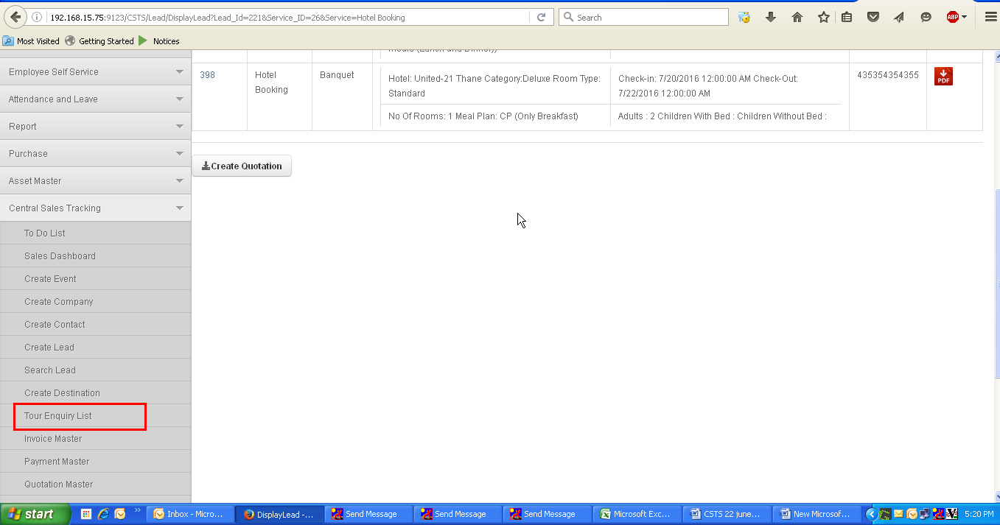 192.168.15.75:9123/CSTS/Lead/DisplayLead?Lead_Id=221&Service_ID=26&Service=Hotel Booking
Search
ABP
Most Visited
Getting Started
Notices
Employee Self Service
Attendance and Leave
Report
Purchase
Asset Master
Central Sales Tracking
To Do List
Sales Dashboard
Create Event
Create Company
Create Contact
Create Lead
Search Lead
Create Destination
Tour Enquiry List
Invoice Master
Payment Master
Quotation Master
398
Hotel
Booking
Banquet
Hotel: United-21 Thane Category:Deluxe Room Type:
Standard
Check-in: 7/20/2016 12:00:00 AM Check-Out:
7/22/2016 12:00:00 AM
No Of Rooms: 1 Meal Plan: CP (Only Breakfast)
Adults : 2 Children With Bed : Children Without Bed :
435354354355
PDF
Create Quotation
start
Inbox - Micro...
DisplayLead -...
Send Message
Send Message
Send Message
Microsoft Exc...
CSTS 22 june...
New Microsof...
5:20 PM